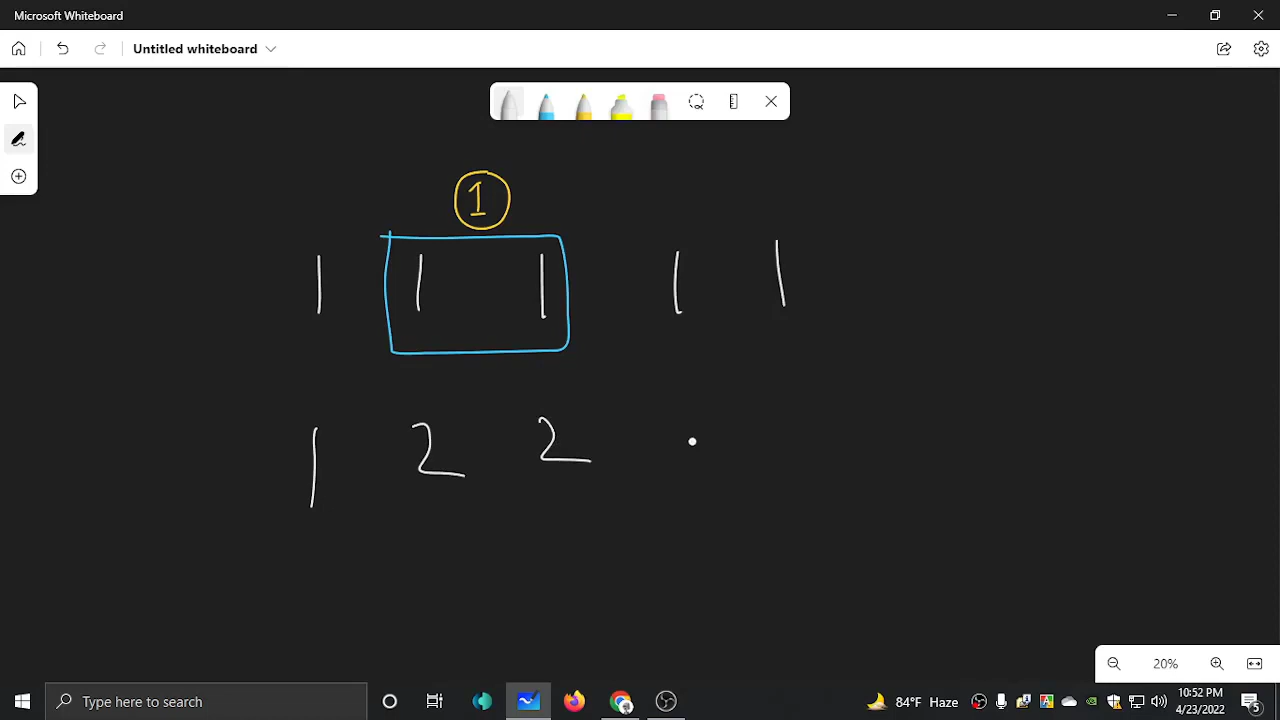 Microsoft Whiteboard
Untitled whiteboard
1
1 1 1 1 1
1 2 2
20%
Type here to search
84°F Haze
10:52 PM
4/23/2022
5